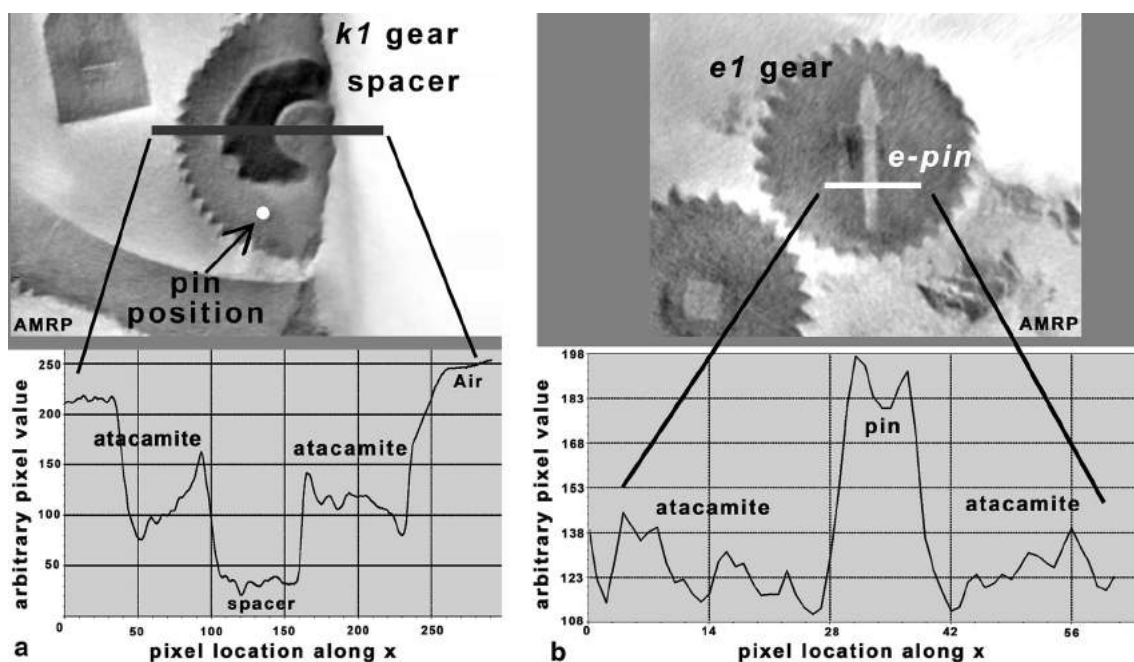 k1 gear
spacer
pin
position
AMRP
250
200
150
100
50
0
50
100
150
200
250
arbitrary pixel value
atacamite
spacer
atacamite
Air
pixel location along x
a
e1 gear
e-pin
AMRP
198
183
168
153
138
123
108
0
14
28
42
56
arbitrary pixel value
atacamite
pin
atacamite
pixel location along x
b